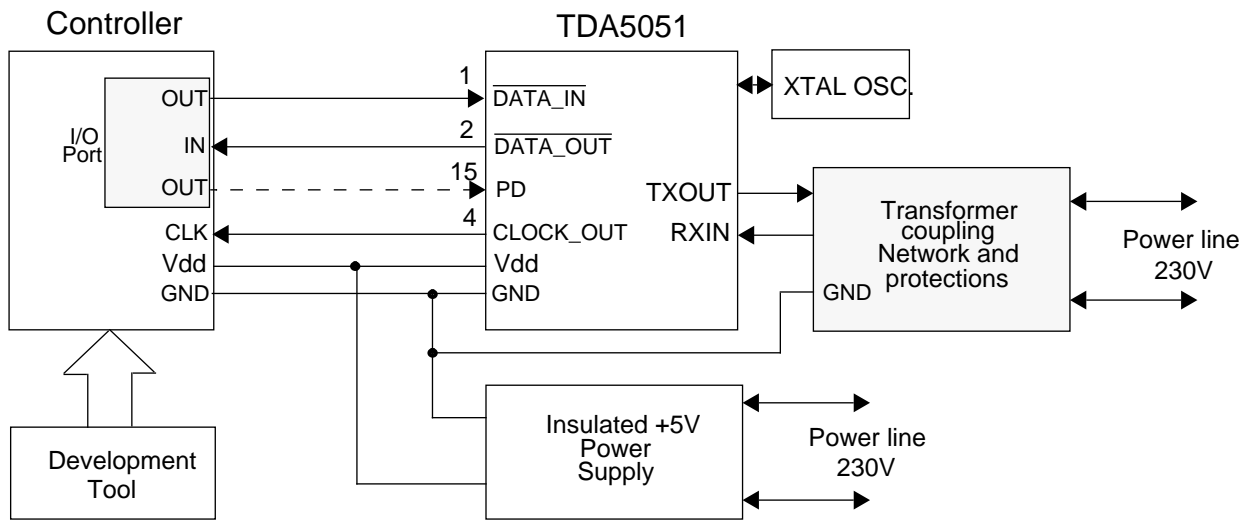 Controller
TDA5051
OUT
1
DATA_IN
XTAL OSC.
I/O
Port
IN
2
DATA_OUT
OUT
15
PD
TXOUT
CLK
4
CLOCK_OUT
RXIN
Vdd
Vdd
GND
GND
Transformer
coupling
Network and
protections
GND
Power line
230V
Development
Tool
Insulated +5V
Power
Supply
Power line
230V